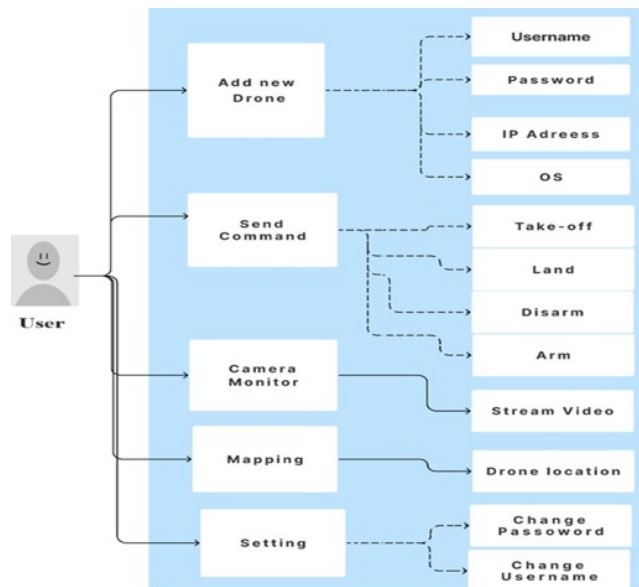 User
Add new
Drone
Username
Password
IP Adreess
OS
Send
Command
Take-off
Land
Disarm
Arm
Camera
Monitor
Stream Video
Mapping
Drone location
Setting
Change
Passoword
Change
Username